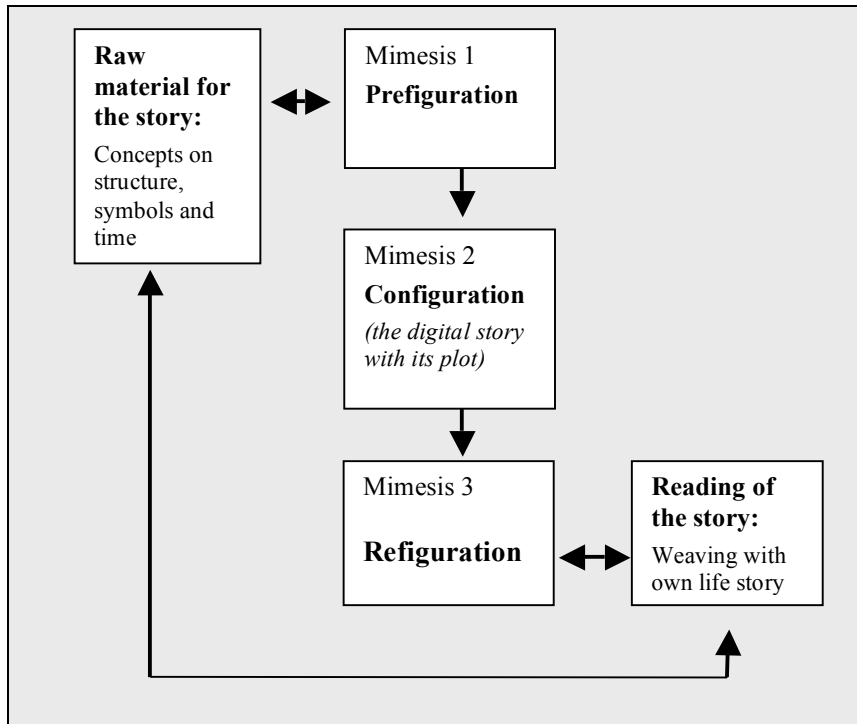 Raw
material for
the story:
Concepts on
structure,
symbols and
time
Mimesis 1
Prefiguration
Mimesis 2
Configuration
(the digital story
with its plot)
Mimesis 3
Refiguration
Reading of
the story:
Weaving with
own life story